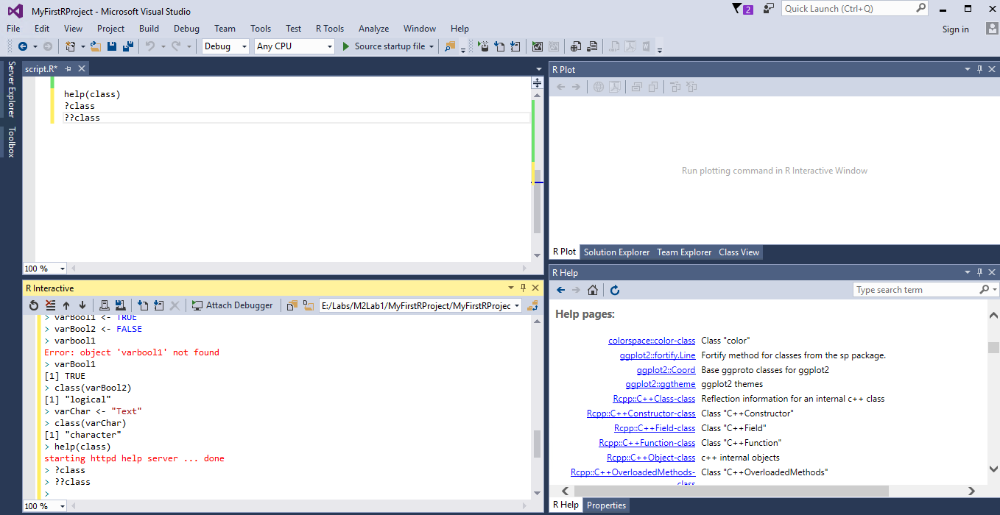 MyFirstRProject - Microsoft Visual Studio
2
Quick Launch (Ctrl+Q)
File Edit View Project Build Debug Team Tools Test R Tools Analyze Window Help
Sign in
Debug Any CPU Source startup file
Server Explorer
Toolbox
script.R*
help(class)
?class
??class
100 %
R Plot
Run plotting command in R Interactive Window
R Plot Solution Explorer Team Explorer Class View
R Interactive
Attach Debugger E:/Labs/M2Lab1/MyFirstRProject/MyFirstRProjec
> varBool1 <- TRUE
> varBool2 <- FALSE
> varbool1
Error: object 'varbool1' not found
> varBool1
[1] TRUE
> class(varBool2)
[1] "logical"
> varChar <- "Text"
> class(varChar)
[1] "character"
> help(class)
starting httpd help server ... done
> ?class
> ??class
>
100 %
R Help
Type search term
Help pages:
colorspace::color-class Class "color"
ggplot2::fortify.Line Fortify method for classes from the sp package.
ggplot2::Coord Base ggproto classes for ggplot2
ggplot2::ggtheme ggplot2 themes
Rcpp::C++Class-class Reflection information for an internal c++ class
Rcpp::C++Constructor-class Class "C++Constructor"
Rcpp::C++Field-class Class "C++Field"
Rcpp::C++Function-class Class "C++Function"
Rcpp::C++Object-class c++ internal objects
Rcpp::C++OverloadedMethods- Class "C++OverloadedMethods"
class
R Help Properties